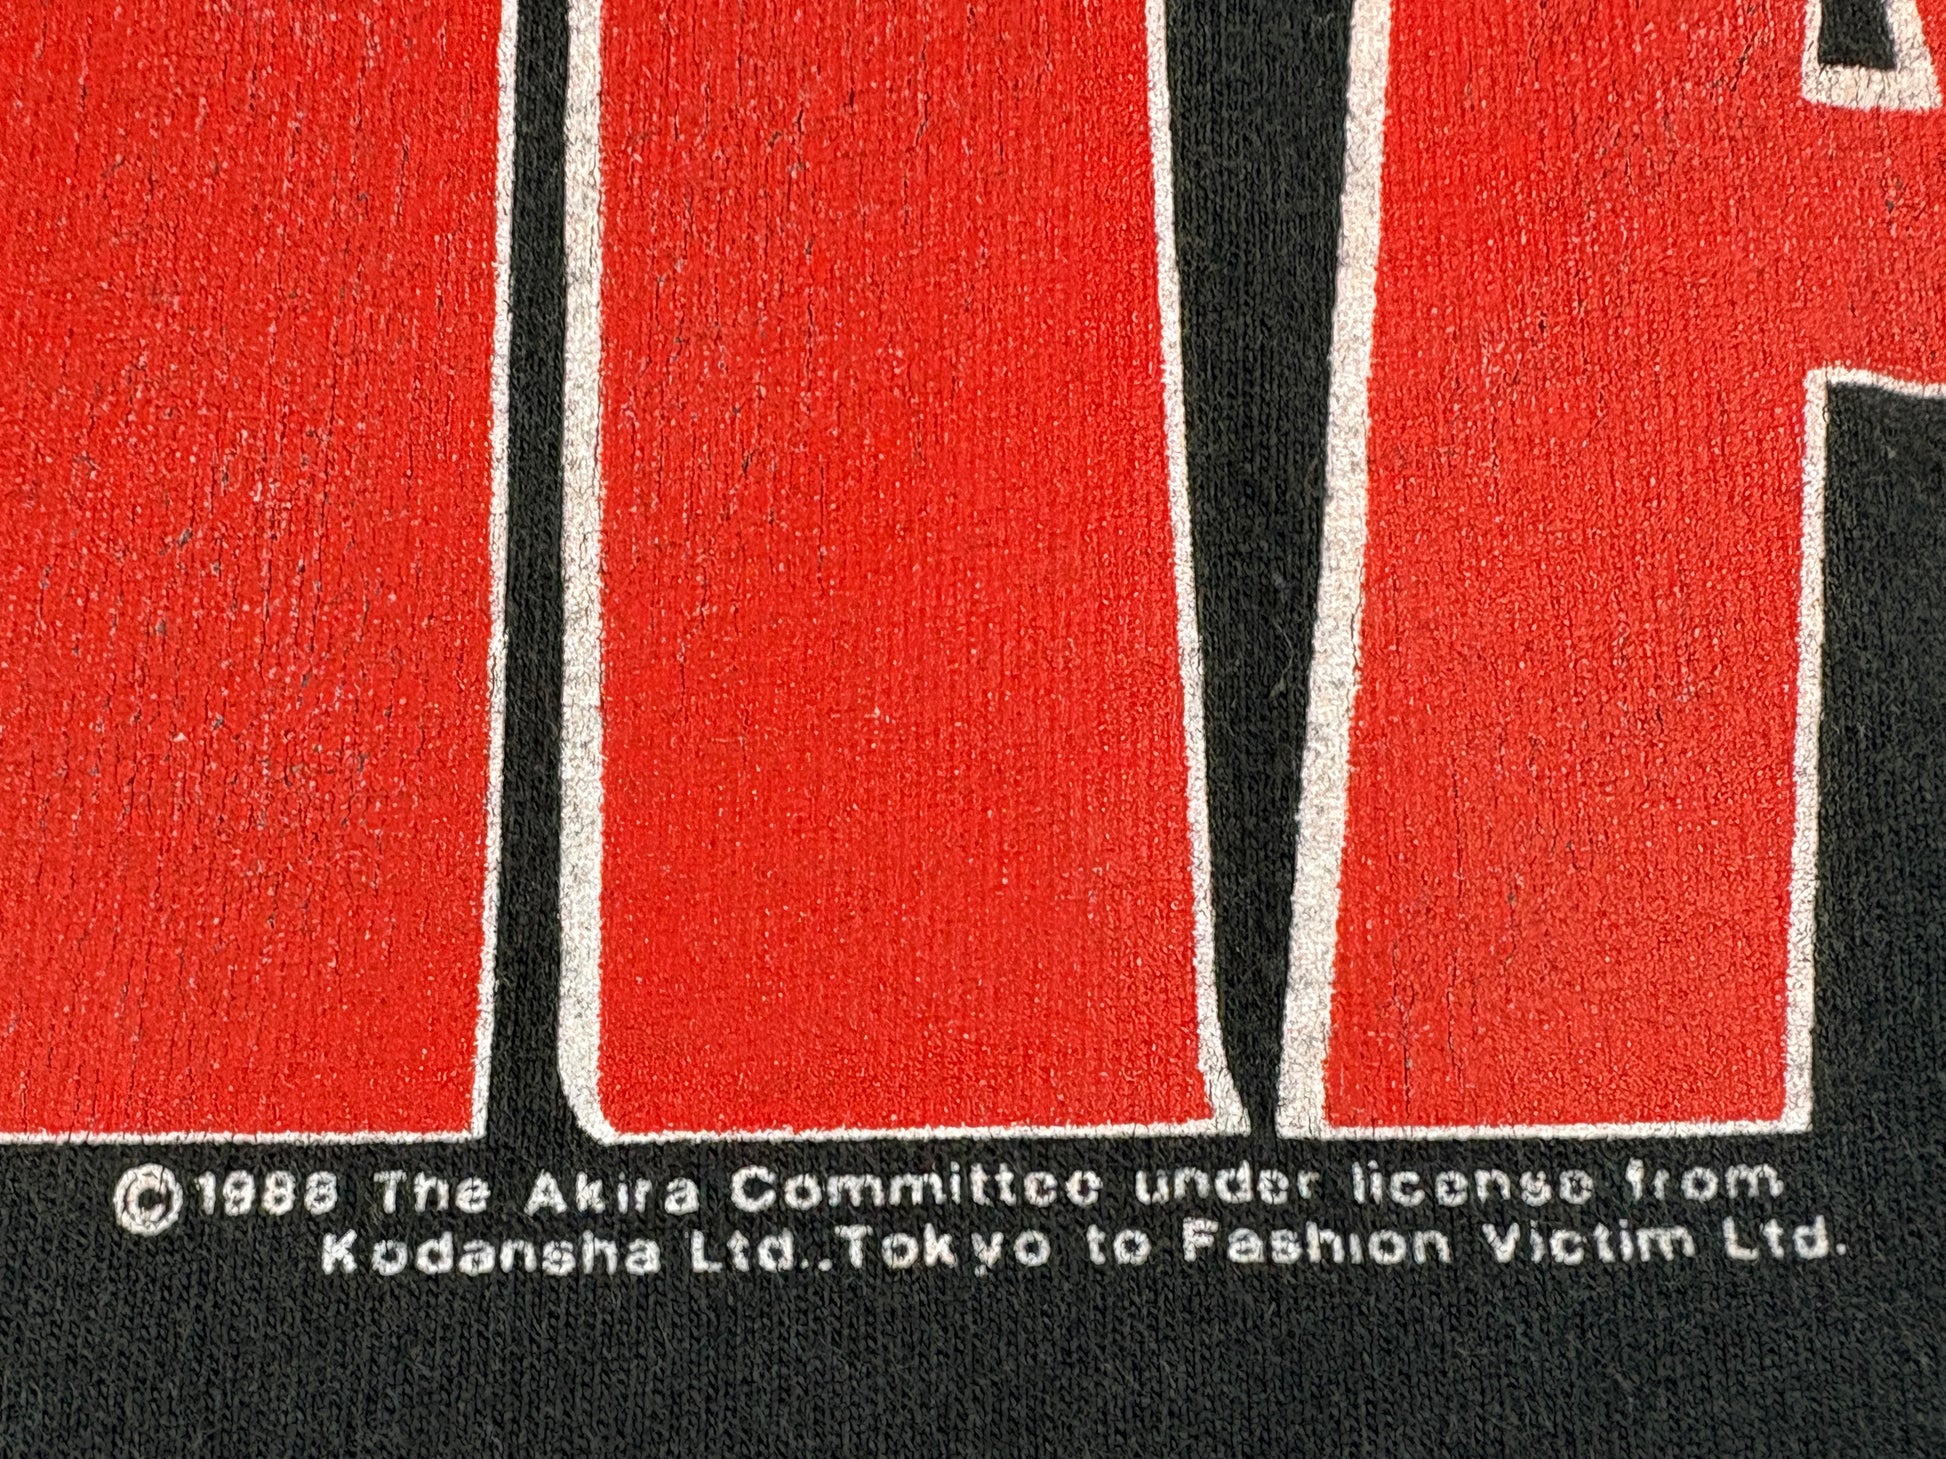 ©1988 The Akira Committee under license from
Kodansha Ltd..Tokyo to Fashion Victim Ltd.